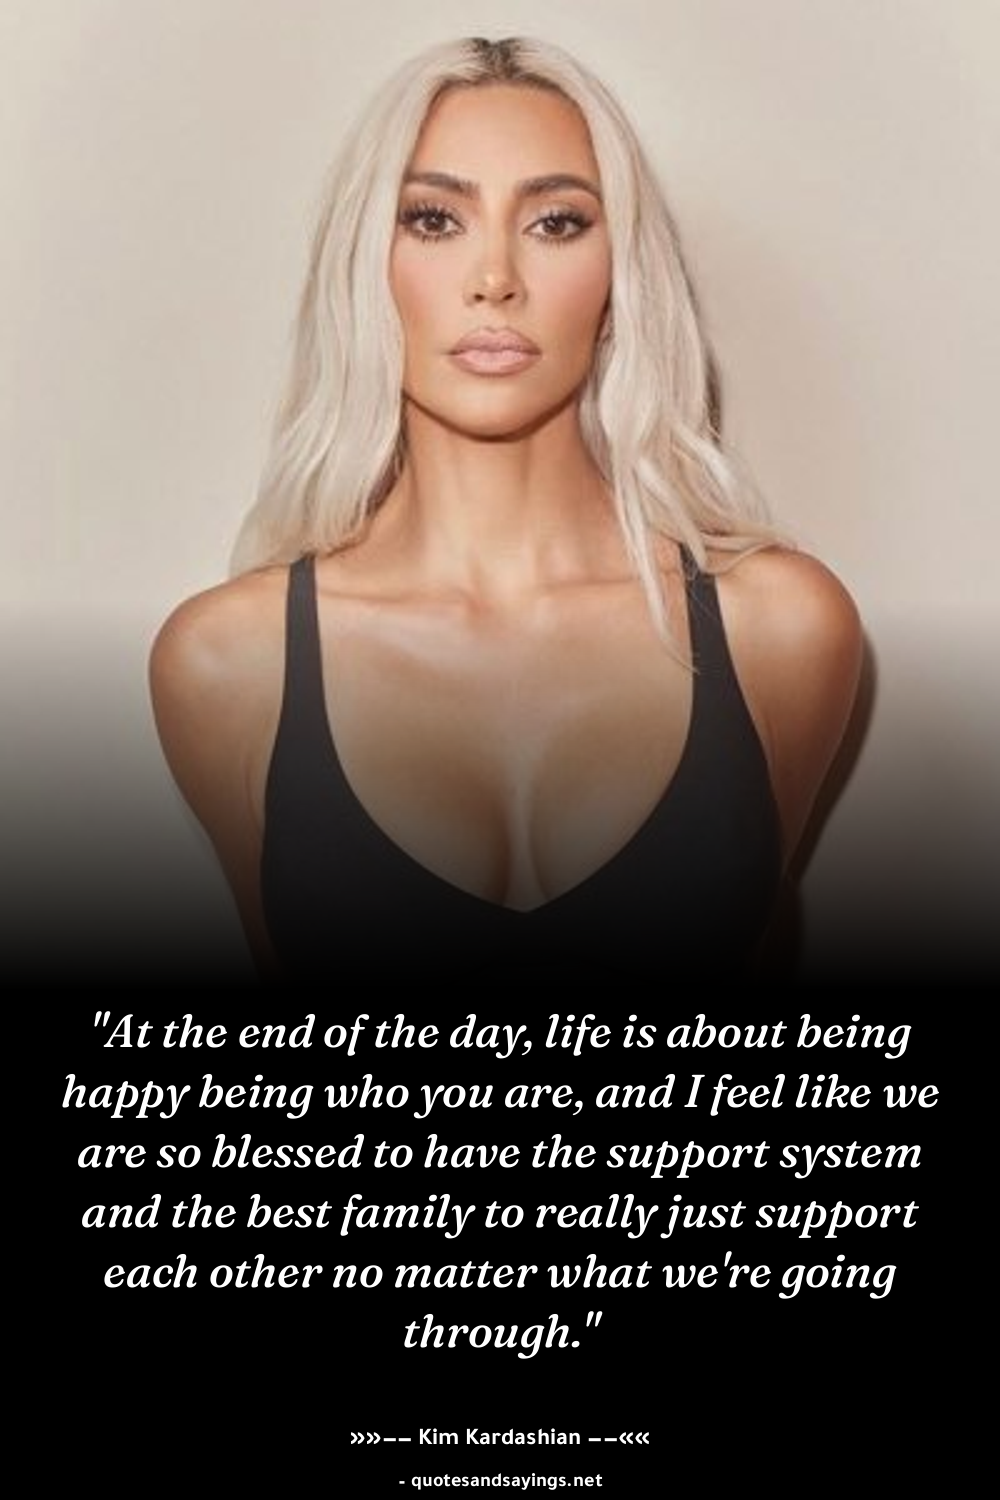 "At the end of the day, life is about being
happy being who you are, and I feel like we
are so blessed to have the support system
and the best family to really just support
each other no matter what we're going
through."
»»–– Kim Kardashian ––««
- quotesandsayings.net